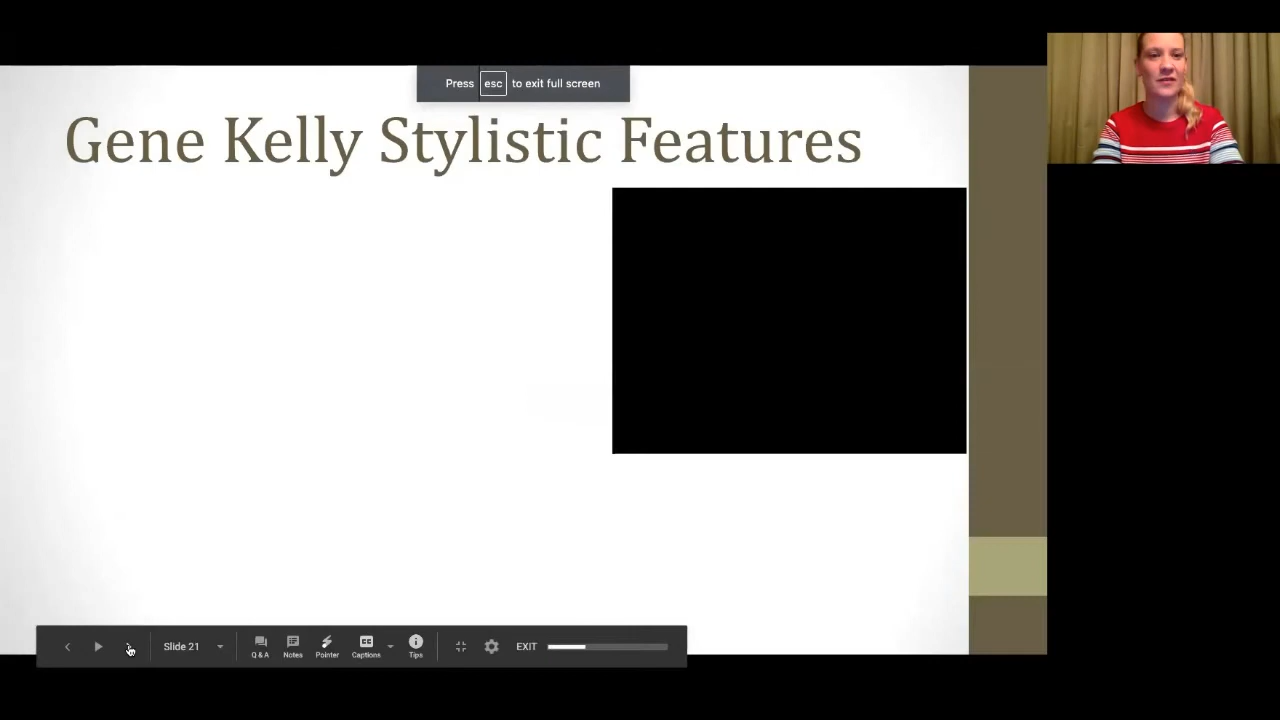 Press esc to exit full screen
Gene Kelly Stylistic Features
Slide 21 Q & A Notes Pointer Captions Tips EXIT